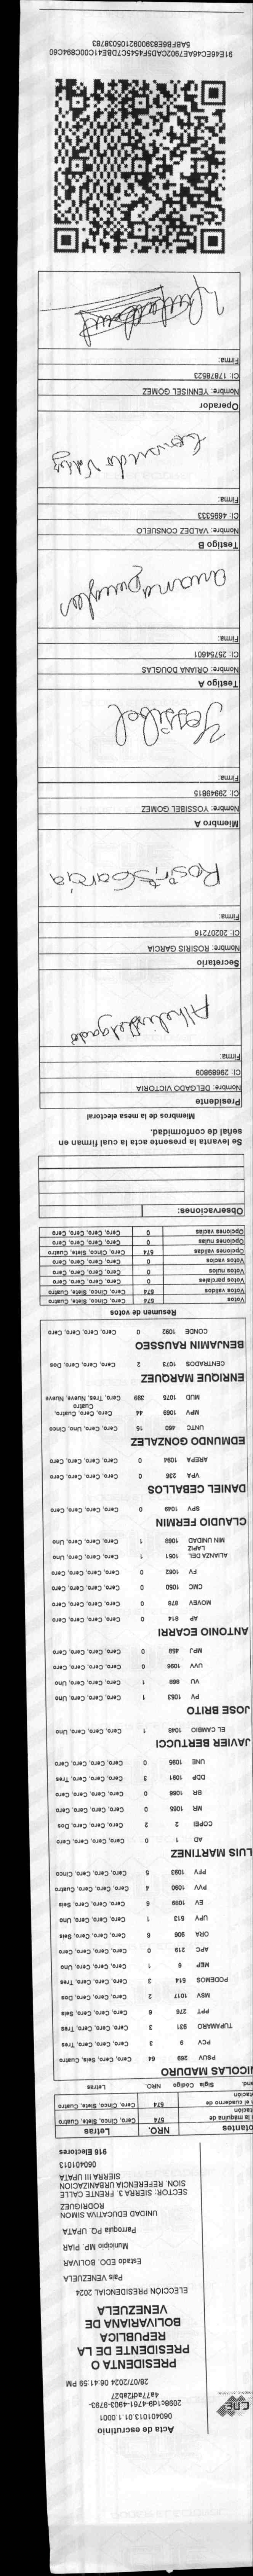 CNE
Acta de escrutinio
060401013.01.1.0001
2098c1d9-4761-4903-9793-
4a77adf2ab27
28/07/2024 06:41:59 PM
PRESIDENTA O
PRESIDENTE DE LA
REPUBLICA
BOLIVARIANA DE
VENEZUELA
ELECCIÓN PRESIDENCIAL 2024
Pais VENEZUELA
Estado EDO. BOLIVAR
Municipio MP. PIAR
Parroquia PQ. UPATA
UNIDAD EDUCATIVA SIMON
RODRIGUEZ
SECTOR: SIERRA 3. FRENTE CALLE
SION. REFERENCIA URBANIZACION
SIERRA III UPATA
060401013
916 Electores
otantes NRO. Letras
la máquina de
tación 574 Cero, Cinco, Siete, Cuatro
el cuaderno de
tación 574 Cero, Cinco, Siete, Cuatro
and. Sigla Código NRO. Letras
NICOLAS MADURO
PSUV 269 64 Cero, Cero, Seis, Cuatro
PCV 9 3 Cero, Cero, Cero, Tres
TUPAMARO 931 3 Cero, Cero, Cero, Tres
PPT 276 6 Cero, Cero, Cero, Seis
MSV 1017 2 Cero, Cero, Cero, Dos
PODEMOS 514 3 Cero, Cero, Cero, Tres
MEP 6 1 Cero, Cero, Cero, Uno
APC 219 0 Cero, Cero, Cero, Cero
ORA 906 6 Cero, Cero, Cero, Seis
UPV 513 1 Cero, Cero, Cero, Uno
EV 1089 6 Cero, Cero, Cero, Seis
PVV 1090 4 Cero, Cero, Cero, Cuatro
PFV 1093 5 Cero, Cero, Cero, Cinco
LUIS MARTINEZ
AD 1 0 Cero, Cero, Cero, Cero
COPEI 2 2 Cero, Cero, Cero, Dos
MR 1065 0 Cero, Cero, Cero, Cero
BR 1066 0 Cero, Cero, Cero, Cero
DDP 1091 3 Cero, Cero, Cero, Tres
UNE 1095 0 Cero, Cero, Cero, Cero
JAVIER BERTUCCI
EL CAMBIO 1048 1 Cero, Cero, Cero, Uno
JOSE BRITO
PV 1053 1 Cero, Cero, Cero, Uno
VU 968 1 Cero, Cero, Cero, Uno
UVV 1096 0 Cero, Cero, Cero, Cero
MPJ 458 0 Cero, Cero, Cero, Cero
ANTONIO ECARRI
AP 914 0 Cero, Cero, Cero, Cero
MOVEV 978 0 Cero, Cero, Cero, Cero
CMC 1050 0 Cero, Cero, Cero, Cero
FV 1062 0 Cero, Cero, Cero, Cero
ALIANZA DEL
LAPIZ 1051 1 Cero, Cero, Cero, Uno
MIN UNIDAD 1088 1 Cero, Cero, Cero, Uno
CLAUDIO FERMIN
SPV 1049 0 Cero, Cero, Cero, Cero
DANIEL CEBALLOS
VPA 236 0 Cero, Cero, Cero, Cero
AREPA 1094 0 Cero, Cero, Cero, Cero
EDMUNDO GONZALEZ
UNTC 460 15 Cero, Cero, Uno, Cinco
MPV 1069 44 Cero, Cero, Cuatro,
Cuatro
MUD 1075 399 Cero, Tres, Nueve, Nueve
ENRIQUE MARQUEZ
CENTRADOS 1073 2 Cero, Cero, Cero, Dos
BENJAMIN RAUSSEO
CONDE 1092 0 Cero, Cero, Cero, Cero
Resumen de votos
Votos 574 Cero, Cinco, Siete, Cuatro
Votos validos 574 Cero, Cinco, Siete, Cuatro
Votos parciales 0 Cero, Cero, Cero, Cero
Votos nulos 0 Cero, Cero, Cero, Cero
Votos vacios 0 Cero, Cero, Cero, Cero
Opciones validas 574 Cero, Cinco, Siete, Cuatro
Opciones nulas 0 Cero, Cero, Cero, Cero
Opciones vacias 0 Cero, Cero, Cero, Cero
Observaciones:
Se levanta la presente acta la cual firman en
señal de conformidad.
Miembros de la mesa electoral
Presidente
Nombre: DELGADO VICTORIA
CI: 29689809
Firma:
Secretario
Nombre: ROSIRIS GARCIA
CI: 20207216
Firma:
Rosiris Garcia
Miembro A
Nombre: YOSSIBEL GOMEZ
CI: 29949815
Firma:
Yossibel
Testigo A
Nombre: ORIANA DOUGLAS
CI: 25754601
Firma:
Testigo B
Nombre: VALDEZ CONSUELO
CI: 4695333
Firma:
Consuelo Valdez
Operador
Nombre: YENNISEL GOMEZ
CI: 17878523
Firma:
91E46EC46AE7902CAD5F4545C7DBE41C00C894C60
5ABFB6E8390092105038783